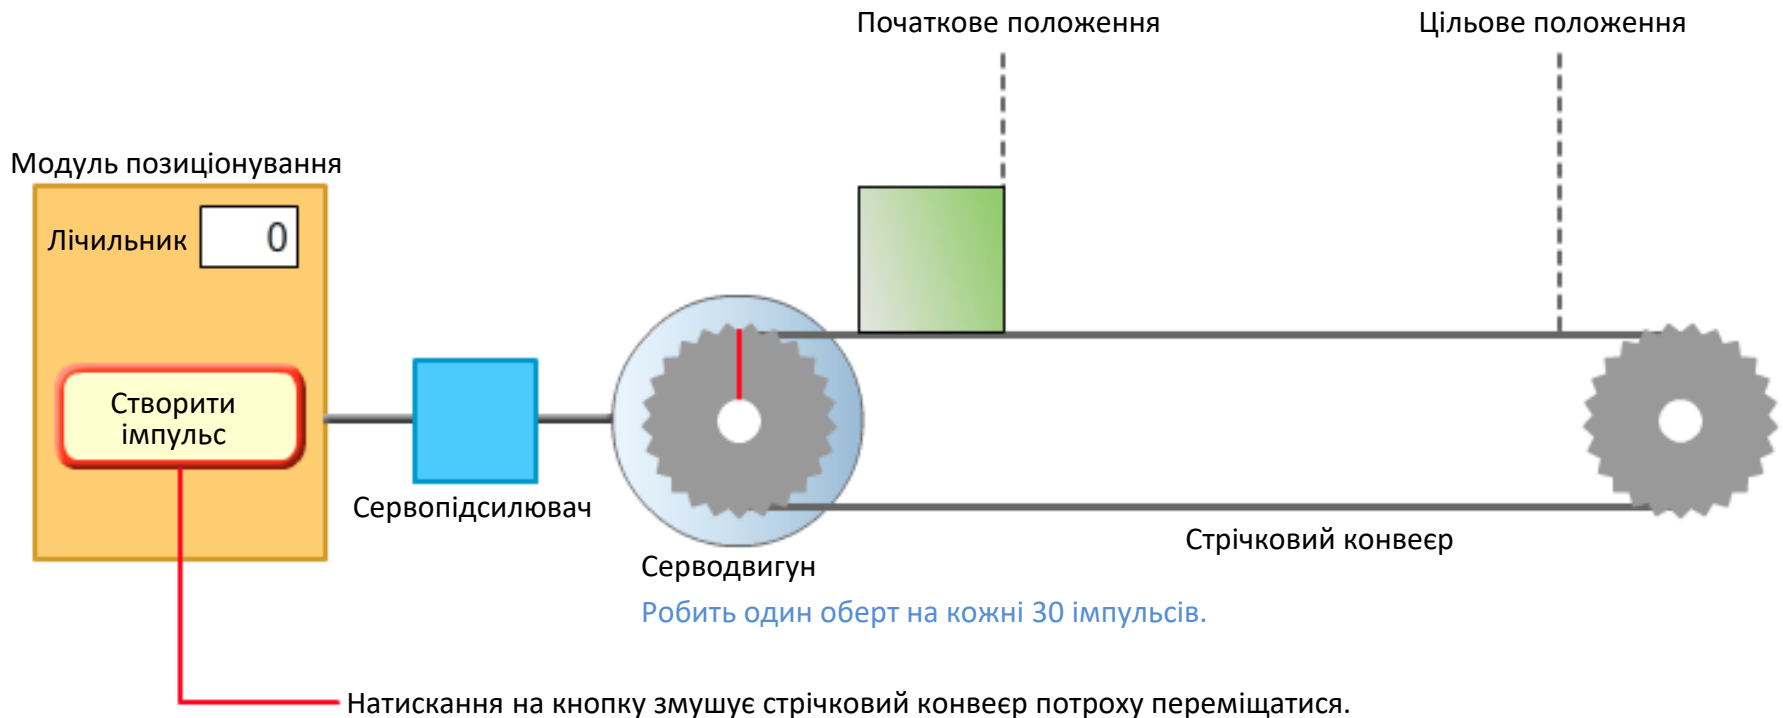 Початкове положення
Цільове положення
Модуль позиціонування
Лічильник 0
Створити
імпульс
Сервопідсилювач
Стрічковий конвеєр
Серводвигун
Робить один оберт на кожні 30 імпульсів.
Натискання на кнопку змушує стрічковий конвеєр потроху переміщатися.